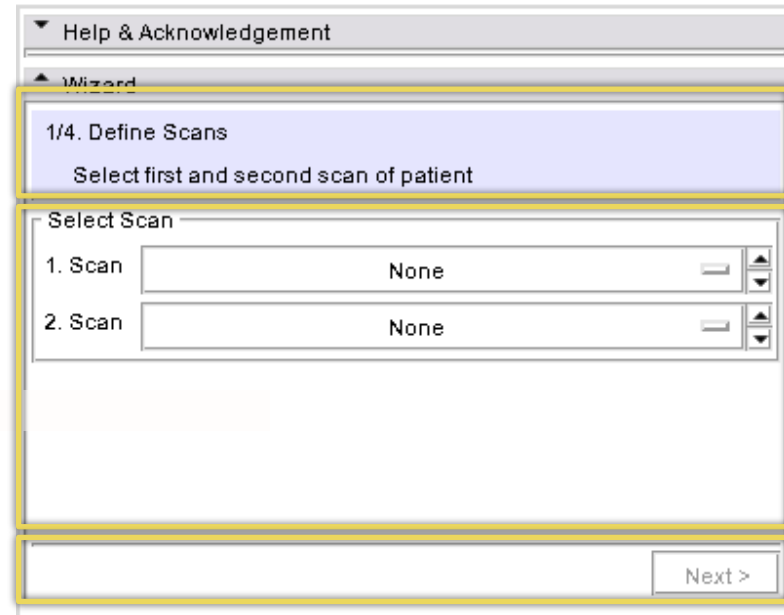 Help & Acknowledgement
Wizard
1/4. Define Scans
Select first and second scan of patient
Select Scan
1. Scan None
2. Scan None
Next >